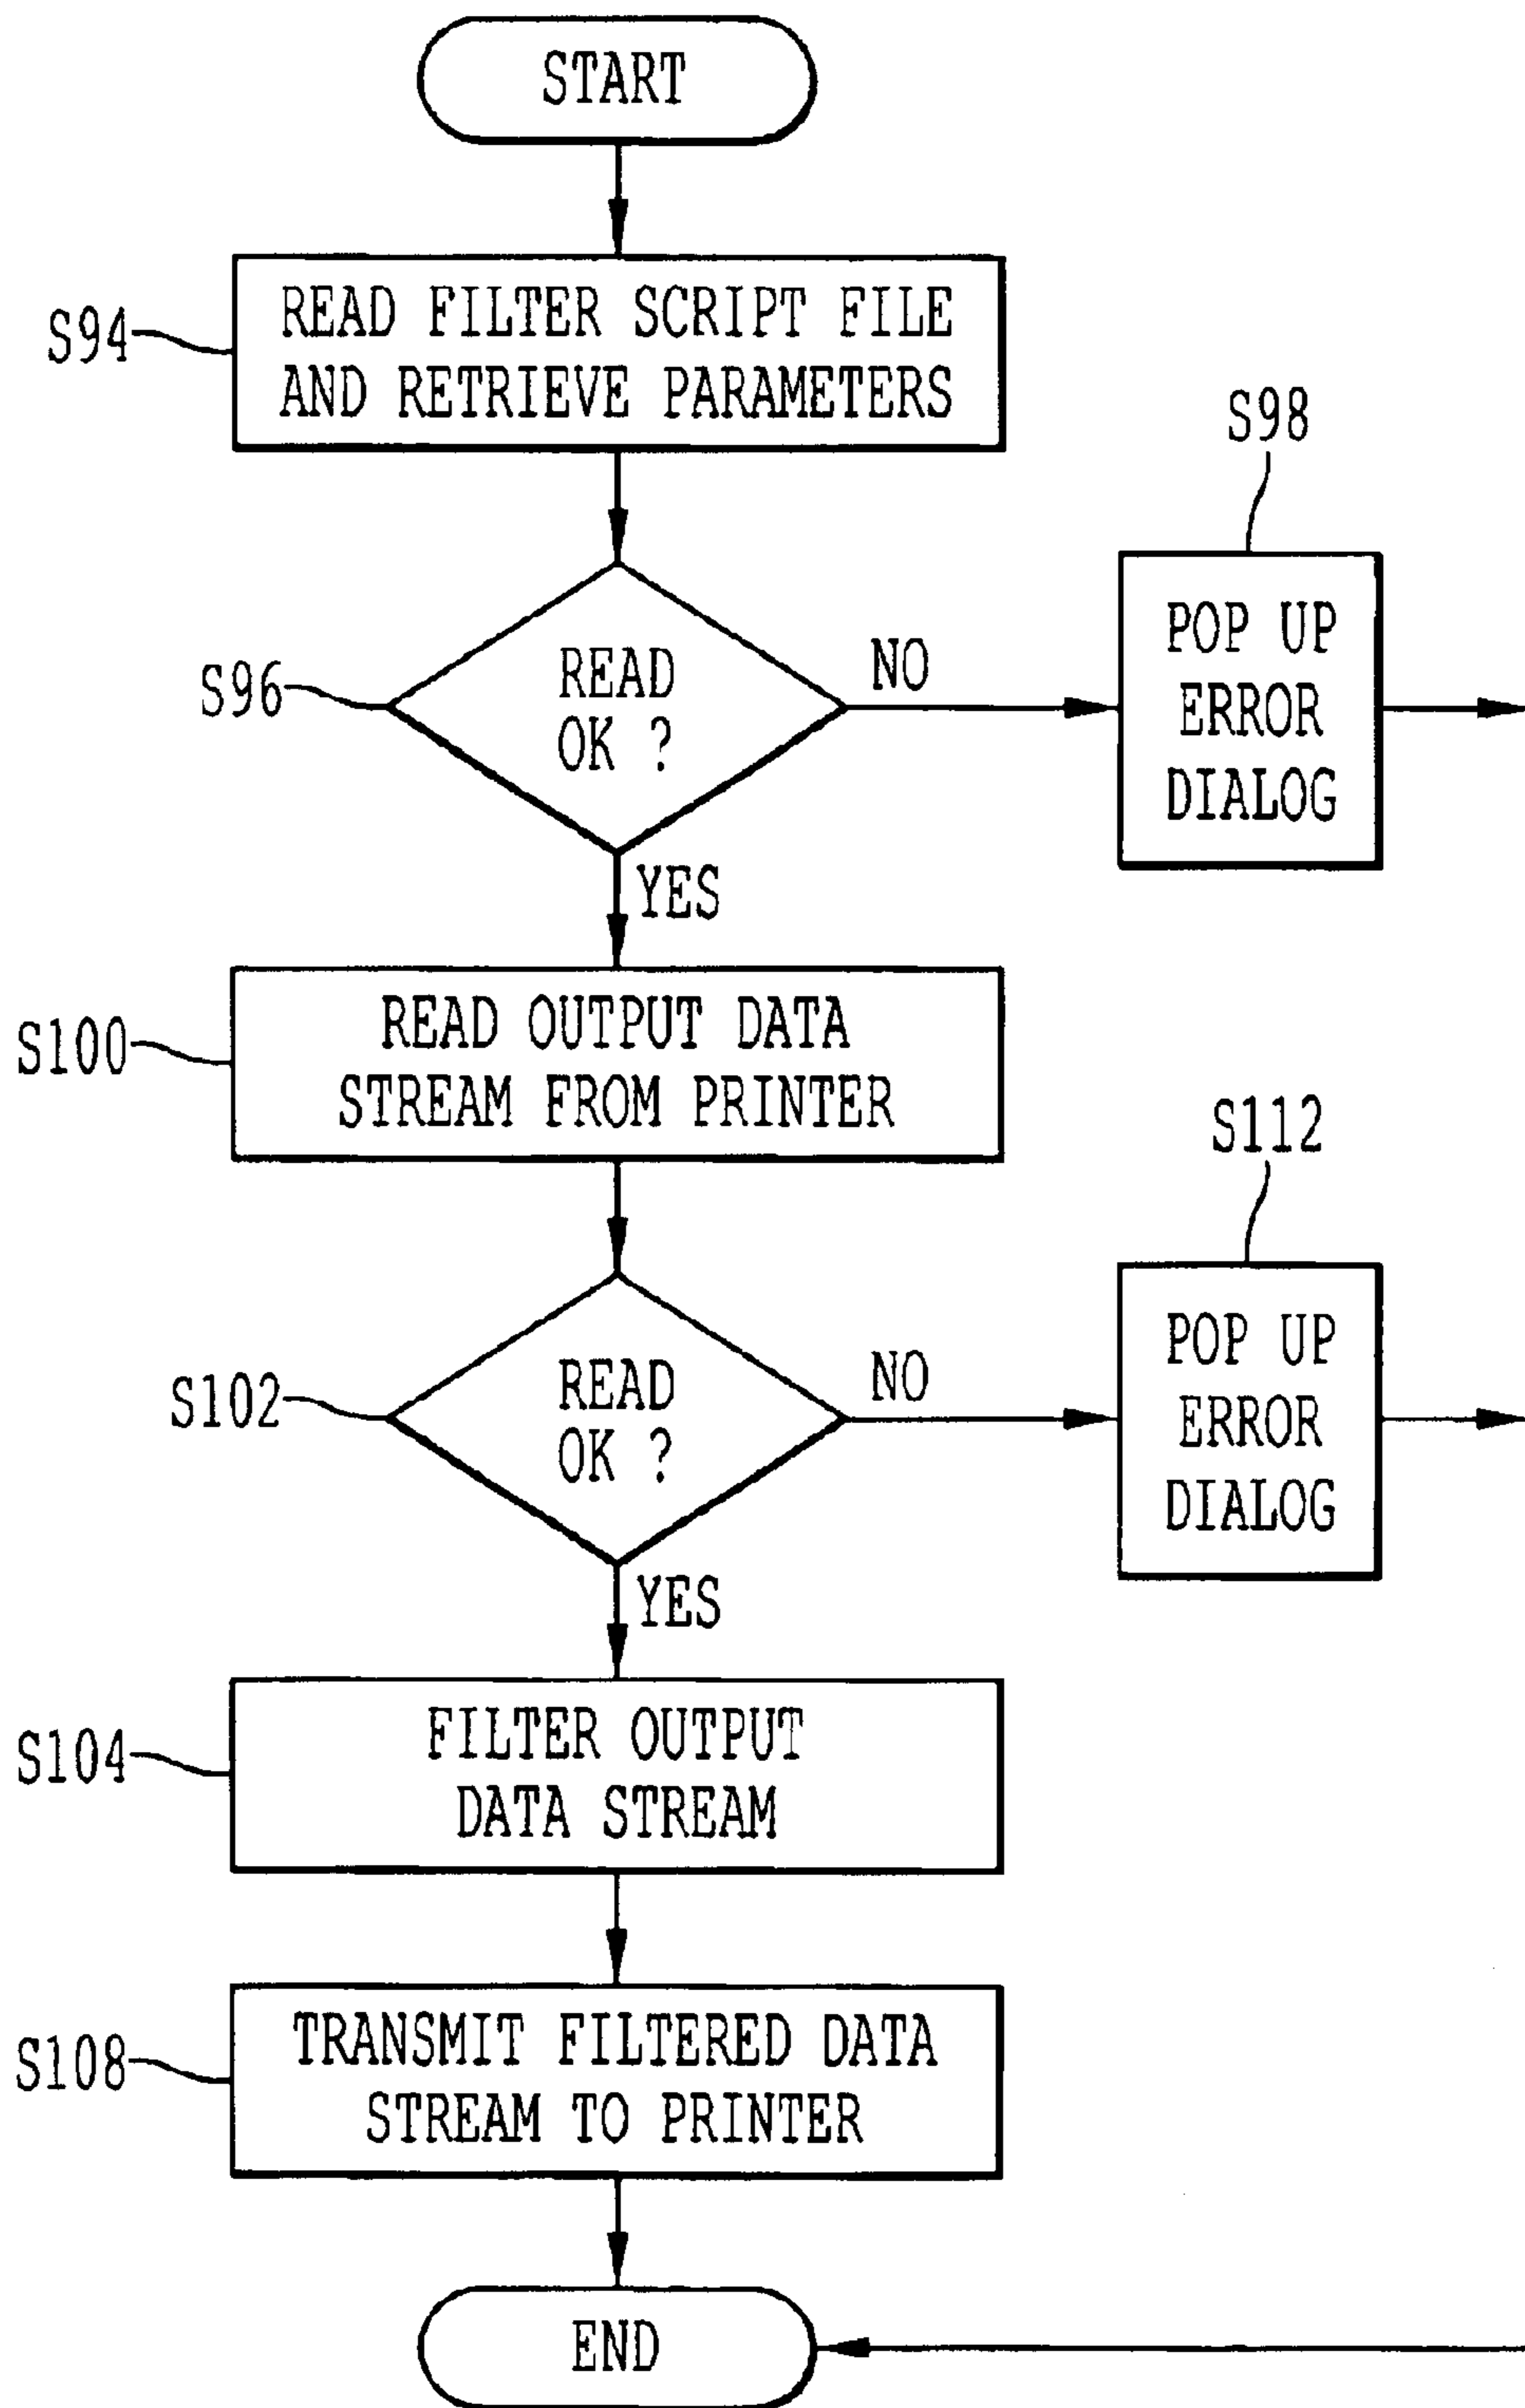 START
READ FILTER SCRIPT FILE
AND RETRIEVE PARAMETERS
S94
S98
POP UP
ERROR
DIALOG
READ
OK ?
S96
NO
YES
READ OUTPUT DATA
STREAM FROM PRINTER
S100
S112
POP UP
ERROR
DIALOG
READ
OK ?
S102
NO
YES
FILTER OUTPUT
DATA STREAM
S104
TRANSMIT FILTERED DATA
STREAM TO PRINTER
S108
END